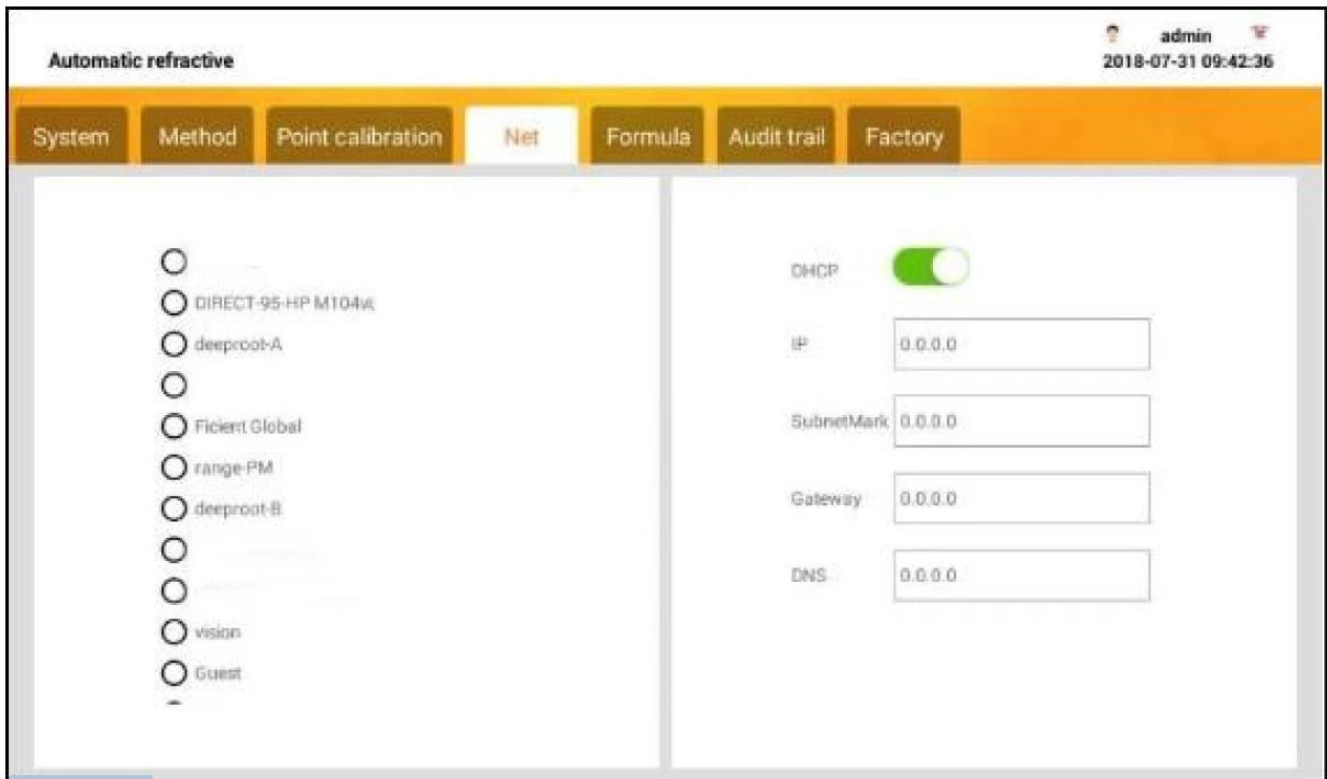 admin
Automatic refractive
2018-07-31 09:42:36
System Method Point calibration Net Formula Audit trail Factory
DIRECT-95-HP M104
deeproot-A
Ficient Global
range-PM
deeproot-B
vision
Guest
DHCP
IP 0.0.0.0
SubnetMark 0.0.0.0
Gateway 0.0.0.0
DNS 0.0.0.0